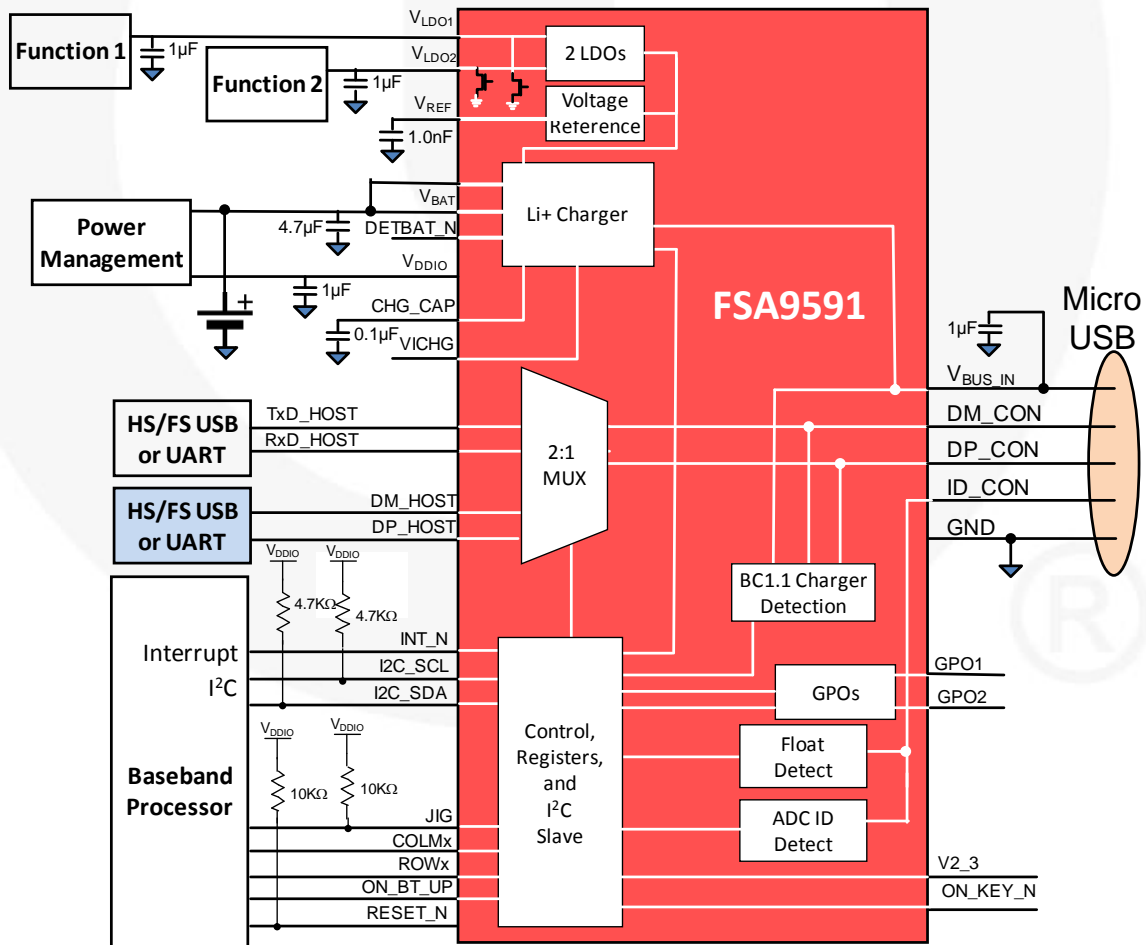 Function 1
1µF
Function 2
1µF
VLDO1
VLDO2
VREF
1.0nF
2 LDOs
Voltage
Reference
Power
Management
VBAT
4.7µF
DETBAT_N
VDDIO
1µF
CHG_CAP
0.1µF
VICHG
+
Li+ Charger
FSA9591
Micro
USB
1µF
VBUS_IN
DM_CON
DP_CON
ID_CON
GND
HS/FS USB
or UART
TxD_HOST
RxD_HOST
HS/FS USB
or UART
DM_HOST
DP_HOST
2:1
MUX
BC1.1 Charger
Detection
VDDIO
VDDIO
4.7KΩ
4.7KΩ
Interrupt
I2C
INT_N
I2C_SCL
I2C_SDA
VDDIO
VDDIO
10KΩ
10KΩ
Baseband
Processor
JIG
COLMx
ROWx
ON_BT_UP
RESET_N
Control,
Registers,
and
I2C
Slave
GPOs
GPO1
GPO2
Float
Detect
ADC ID
Detect
V2_3
ON_KEY_N
®